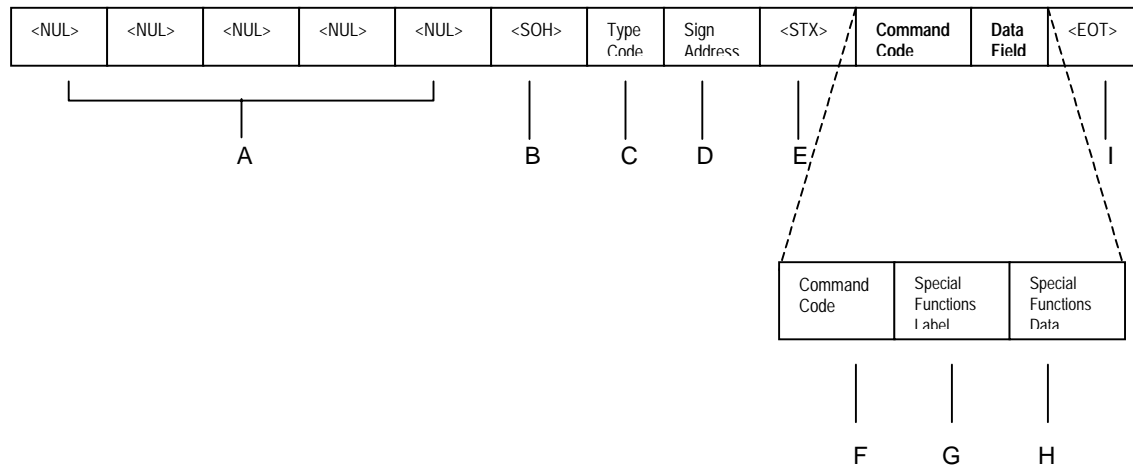 <NUL> <NUL> <NUL> <NUL> <NUL> <SOH> Type Sign <STX> Command Data <EOT>
Code Address Code Field
A B C D E I
Command Special Special
Code Functions Functions
Label Data
F G H